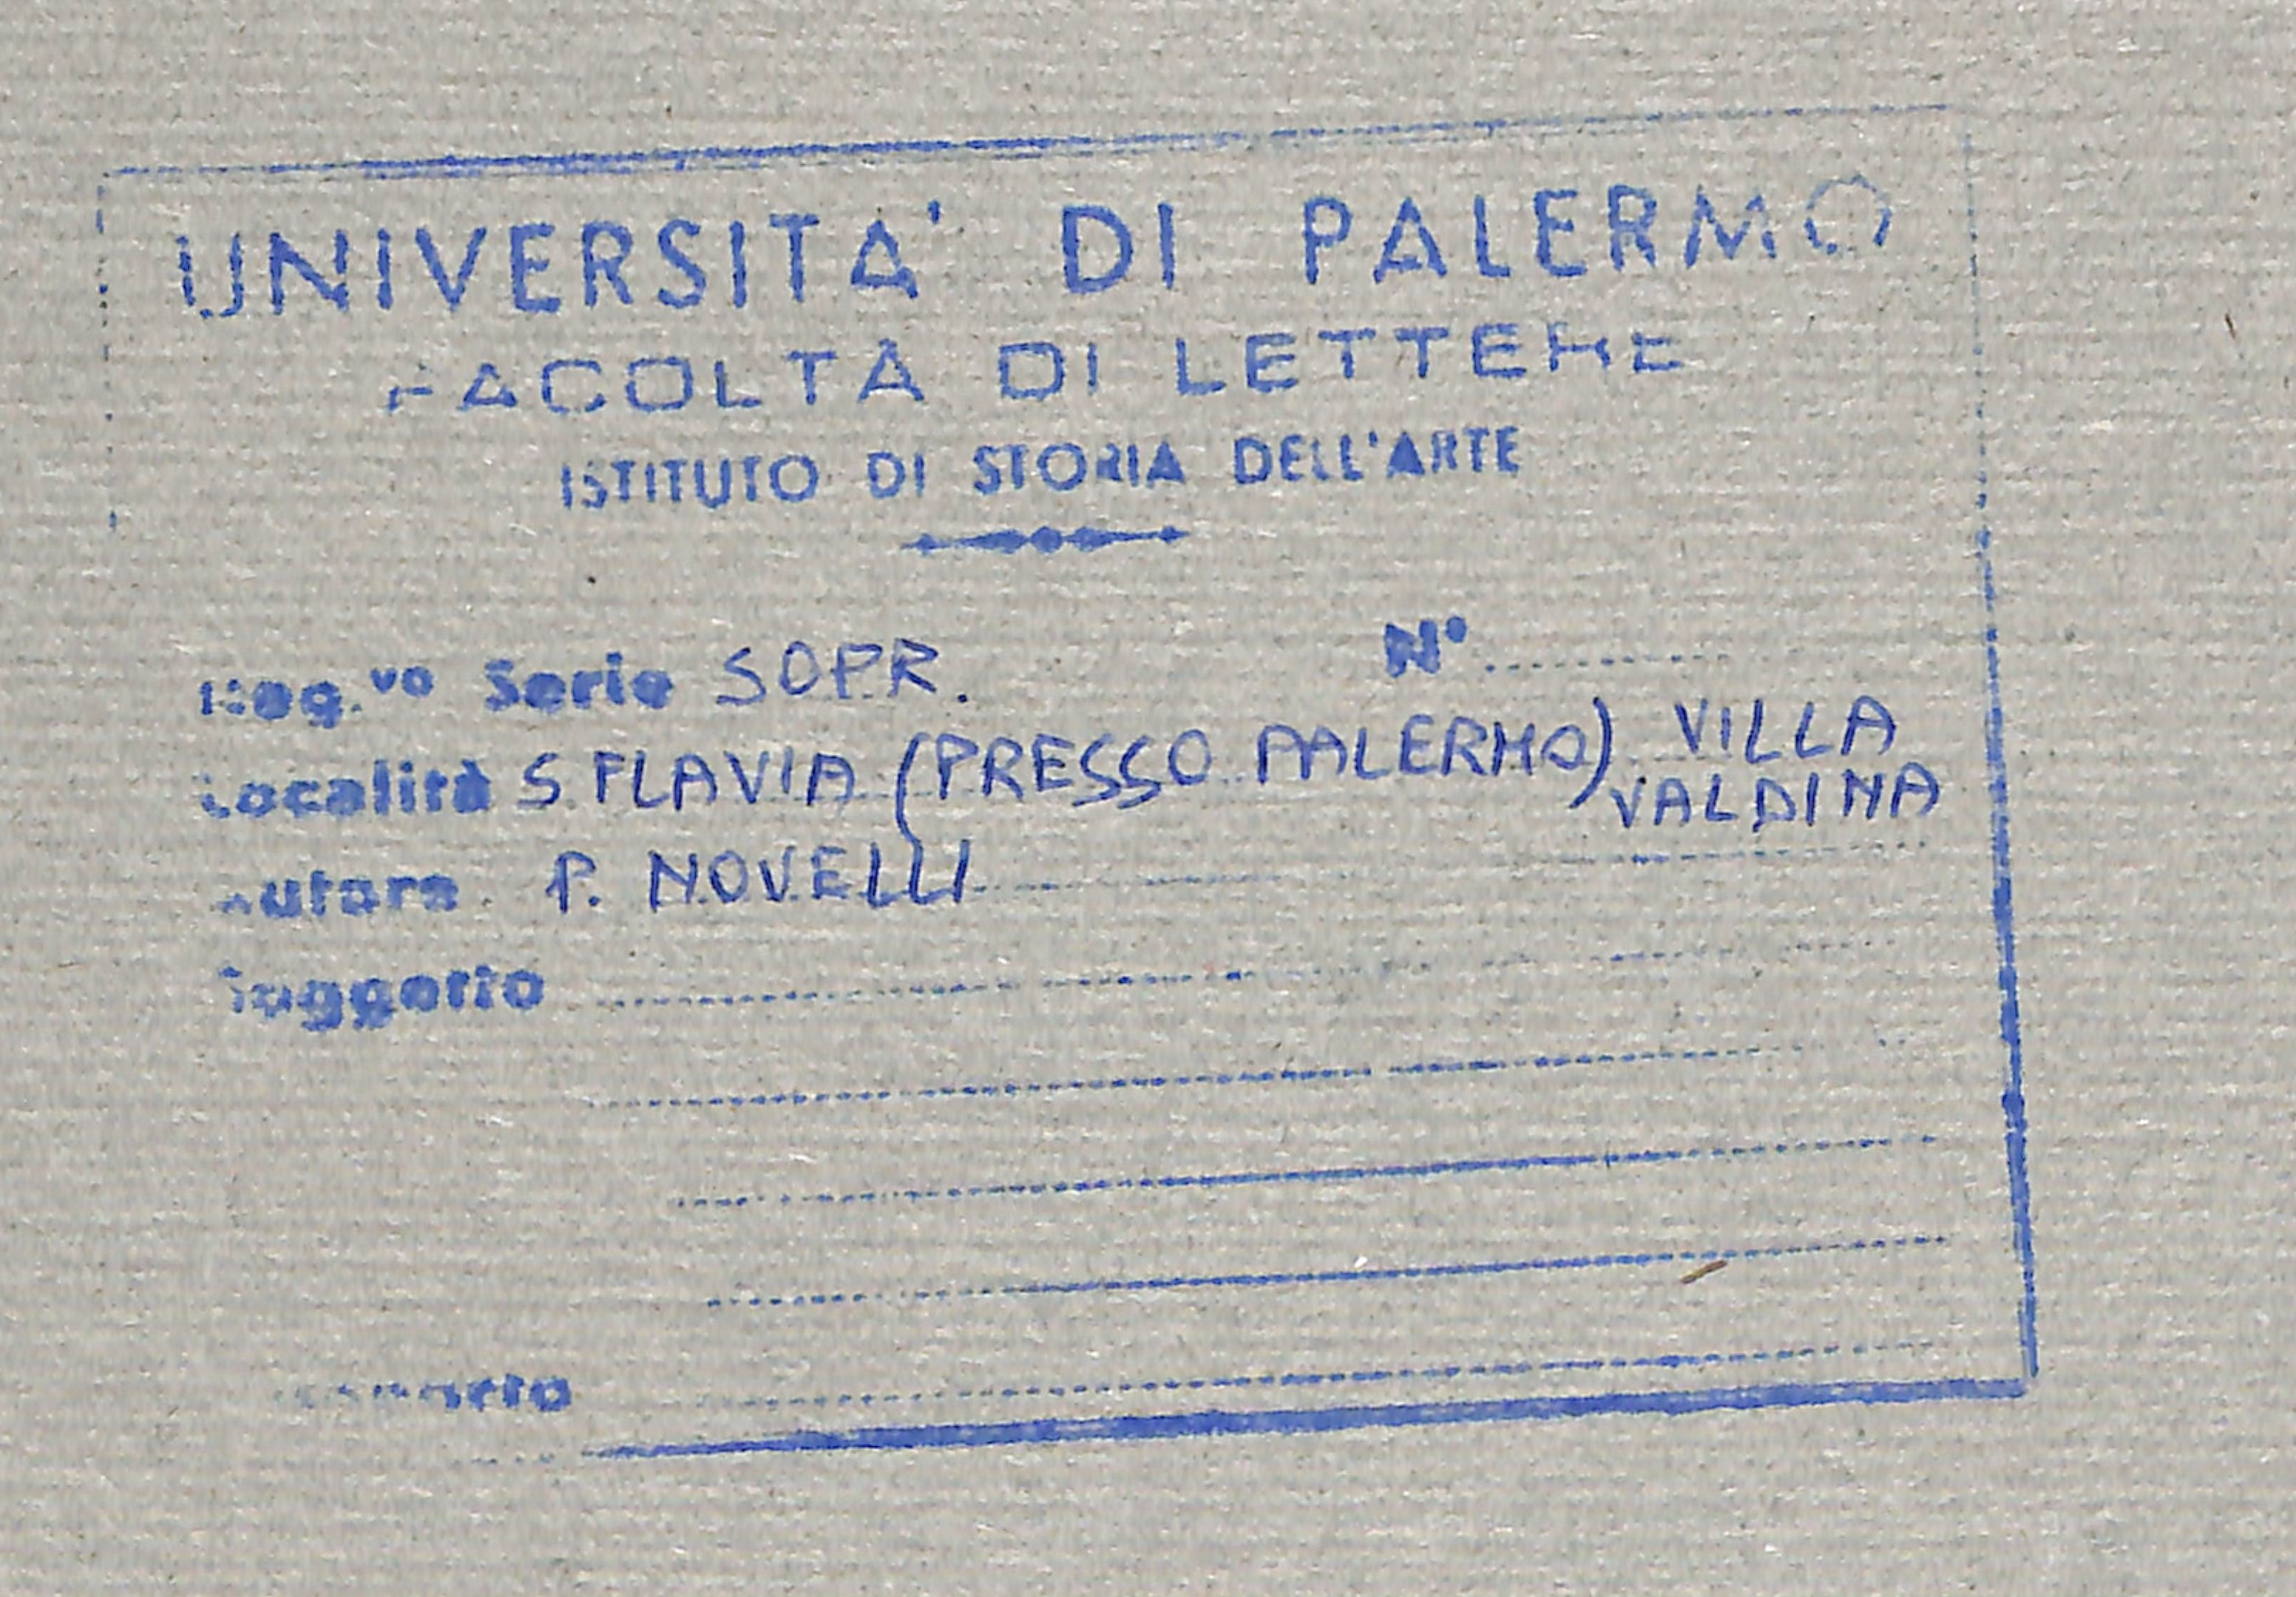 UNIVERSITA' DI PALERMO
FACOLTÀ DI LETTERE
ISTITUTO DI STORIA DELL'ARTE
Neg.vo Serie SOPR. N°
Località S. FLAVIA (PRESSO PALERMO) VILLA
VALDINA
Autore P. NOVELLI
Soggetto